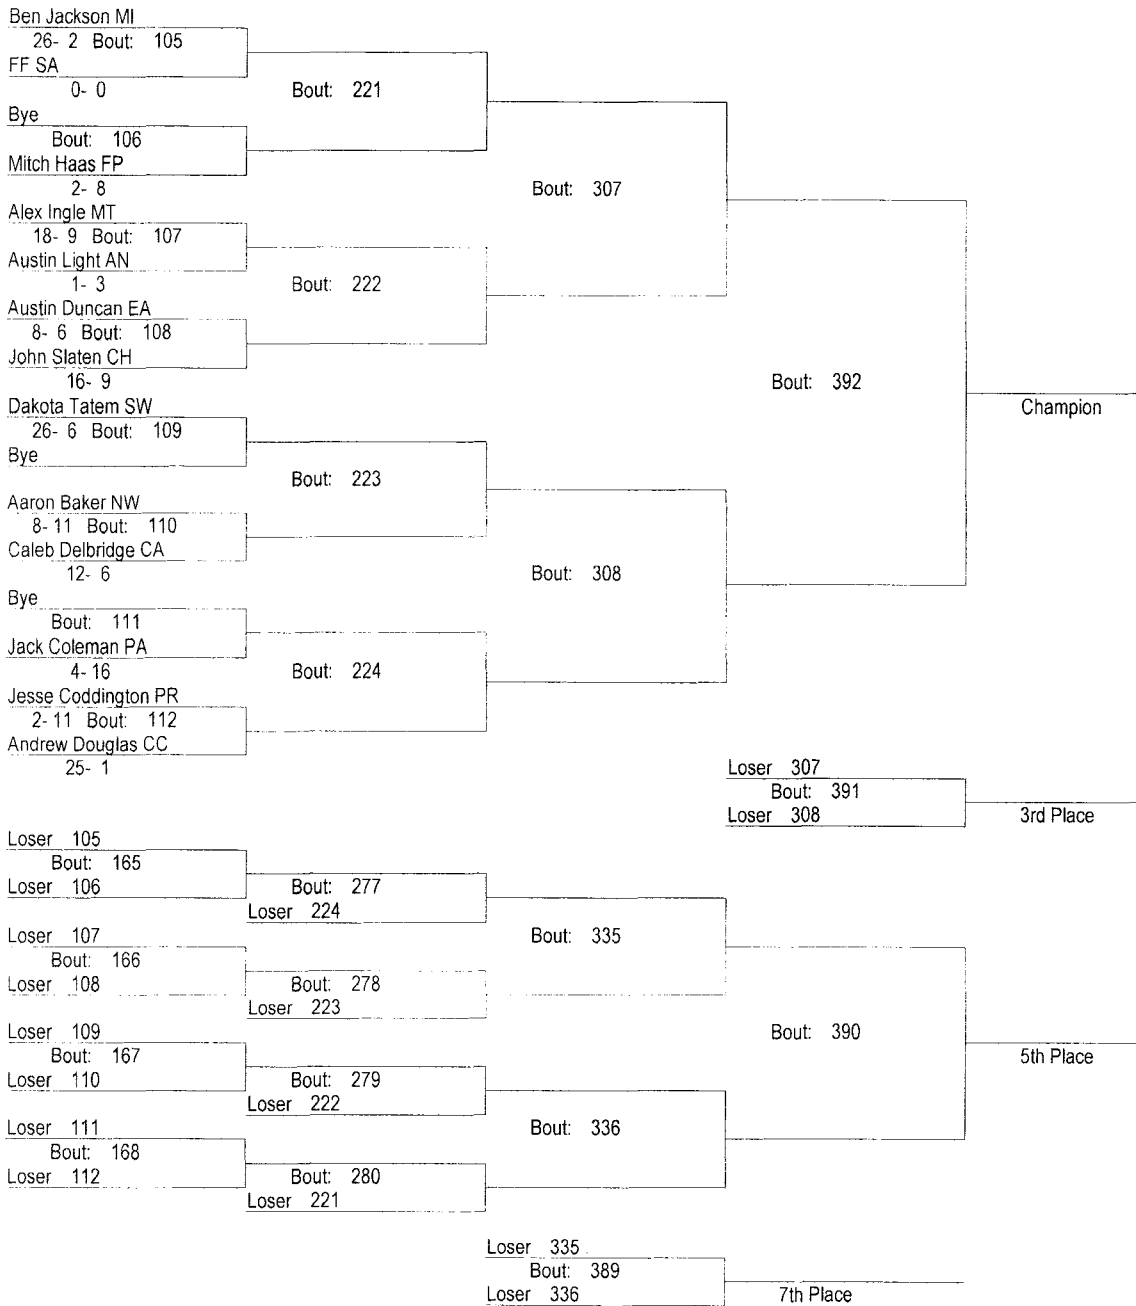 Ben Jackson MI
26- 2 Bout: 105
FF SA
0- 0
Bye
Bout: 106
Mitch Haas FP
2- 8
Alex Ingle MT
18- 9 Bout: 107
Austin Light AN
1- 3
Austin Duncan EA
8- 6 Bout: 108
John Slaten CH
16- 9
Dakota Tatem SW
26- 6 Bout: 109
Bye
Aaron Baker NW
8- 11 Bout: 110
Caleb Delbridge CA
12- 6
Bye
Bout: 111
Jack Coleman PA
4- 16
Jesse Coddington PR
2- 11 Bout: 112
Andrew Douglas CC
25- 1
Bout: 221
Bout: 222
Bout: 223
Bout: 224
Bout: 307
Bout: 308
Bout: 392
Champion
Loser 307
Bout: 391
Loser 308
3rd Place
Loser 105
Bout: 165
Loser 106
Loser 107
Bout: 166
Loser 108
Loser 109
Bout: 167
Loser 110
Loser 111
Bout: 168
Loser 112
Bout: 277
Loser 224
Bout: 278
Loser 223
Bout: 279
Loser 222
Bout: 280
Loser 221
Bout: 335
Bout: 336
Bout: 390
5th Place
Loser 335
Bout: 389
Loser 336
7th Place